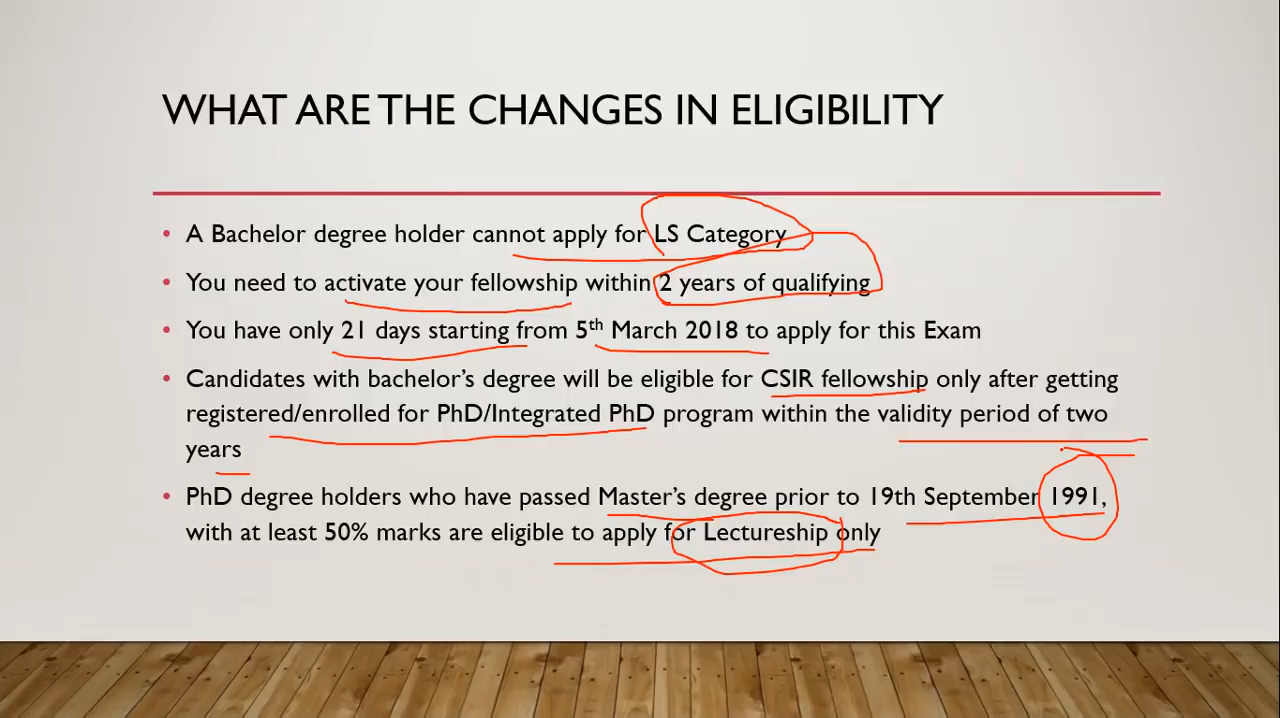 WHAT ARE THE CHANGES IN ELIGIBILITY
• A Bachelor degree holder cannot apply for LS Category
• You need to activate your fellowship within 2 years of qualifying
• You have only 21 days starting from 5th March 2018 to apply for this Exam
• Candidates with bachelor's degree will be eligible for CSIR fellowship only after getting
registered/enrolled for PhD/Integrated PhD program within the validity period of two
years
• PhD degree holders who have passed Master's degree prior to 19th September 1991,
with at least 50% marks are eligible to apply for Lectureship only